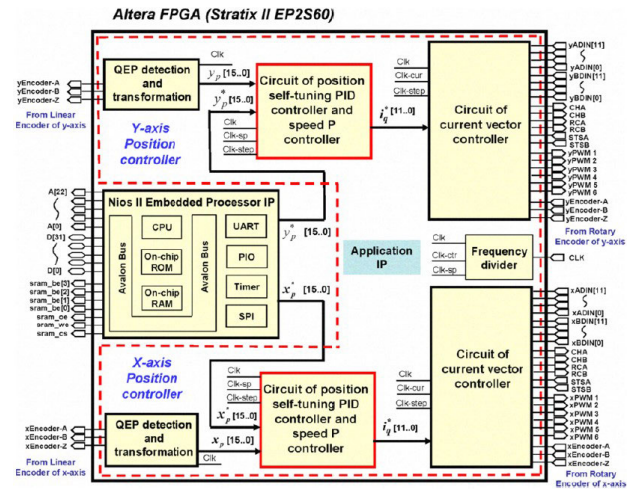 Altera FPGA (Stratix II EP2S60)
Clk
QEP detection
and
transformation
yEncoder-A
yEncoder-B
yEncoder-Z
From Linear
Encoder of y-axis
y_p [15..0]
y*_p [15..0]
Clk
Clk-sp
Clk-step
Y-axis
Position
controller
Circuit of position
self-tuning PID
controller and
speed P
controller
i*_q [11..0]
Clk
Clk-cur
Clk-step
Circuit of
current vector
controller
yADIN[11]
yADIN[0]
yBDIN[11]
yBDIN[0]
CHA
CHB
RCA
RCB
STSA
STSB
yPWM 1
yPWM 2
yPWM 3
yPWM 4
yPWM 5
yPWM 6
yEncoder-A
yEncoder-B
yEncoder-Z
From Rotary
Encoder of y-axis
A[22]
A[0]
D[31]
D[0]
sram_be[3]
sram_be[2]
sram_be[1]
sram_be[0]
sram_oe
sram_we
sram_cs
Nios II Embedded Processor IP
Avalon Bus
CPU
On-chip
ROM
On-chip
RAM
Avalon Bus
UART
PIO
Timer
SPI
y*_p [15..0]
x*_p [15..0]
Application
IP
Clk
Clk-ctr
Clk-sp
Frequency
divider
CLK
X-axis
Position
controller
Clk
Clk-sp
Clk-step
x*_p [15..0]
x_p [15..0]
Clk
QEP detection
and
transformation
xEncoder-A
xEncoder-B
xEncoder-Z
From Linear
Encoder of x-axis
Circuit of position
self-tuning PID
controller and
speed P
controller
i*_q [11..0]
Clk
Clk-cur
Clk-step
Circuit of
current vector
controller
xADIN[11]
xADIN[0]
xBDIN[11]
xBDIN[0]
CHA
CHB
RCA
RCB
STSA
STSB
xPWM 1
xPWM 2
xPWM 3
xPWM 4
xPWM 5
xPWM 6
xEncoder-A
xEncoder-B
xEncoder-Z
From Rotary
Encoder of x-axis